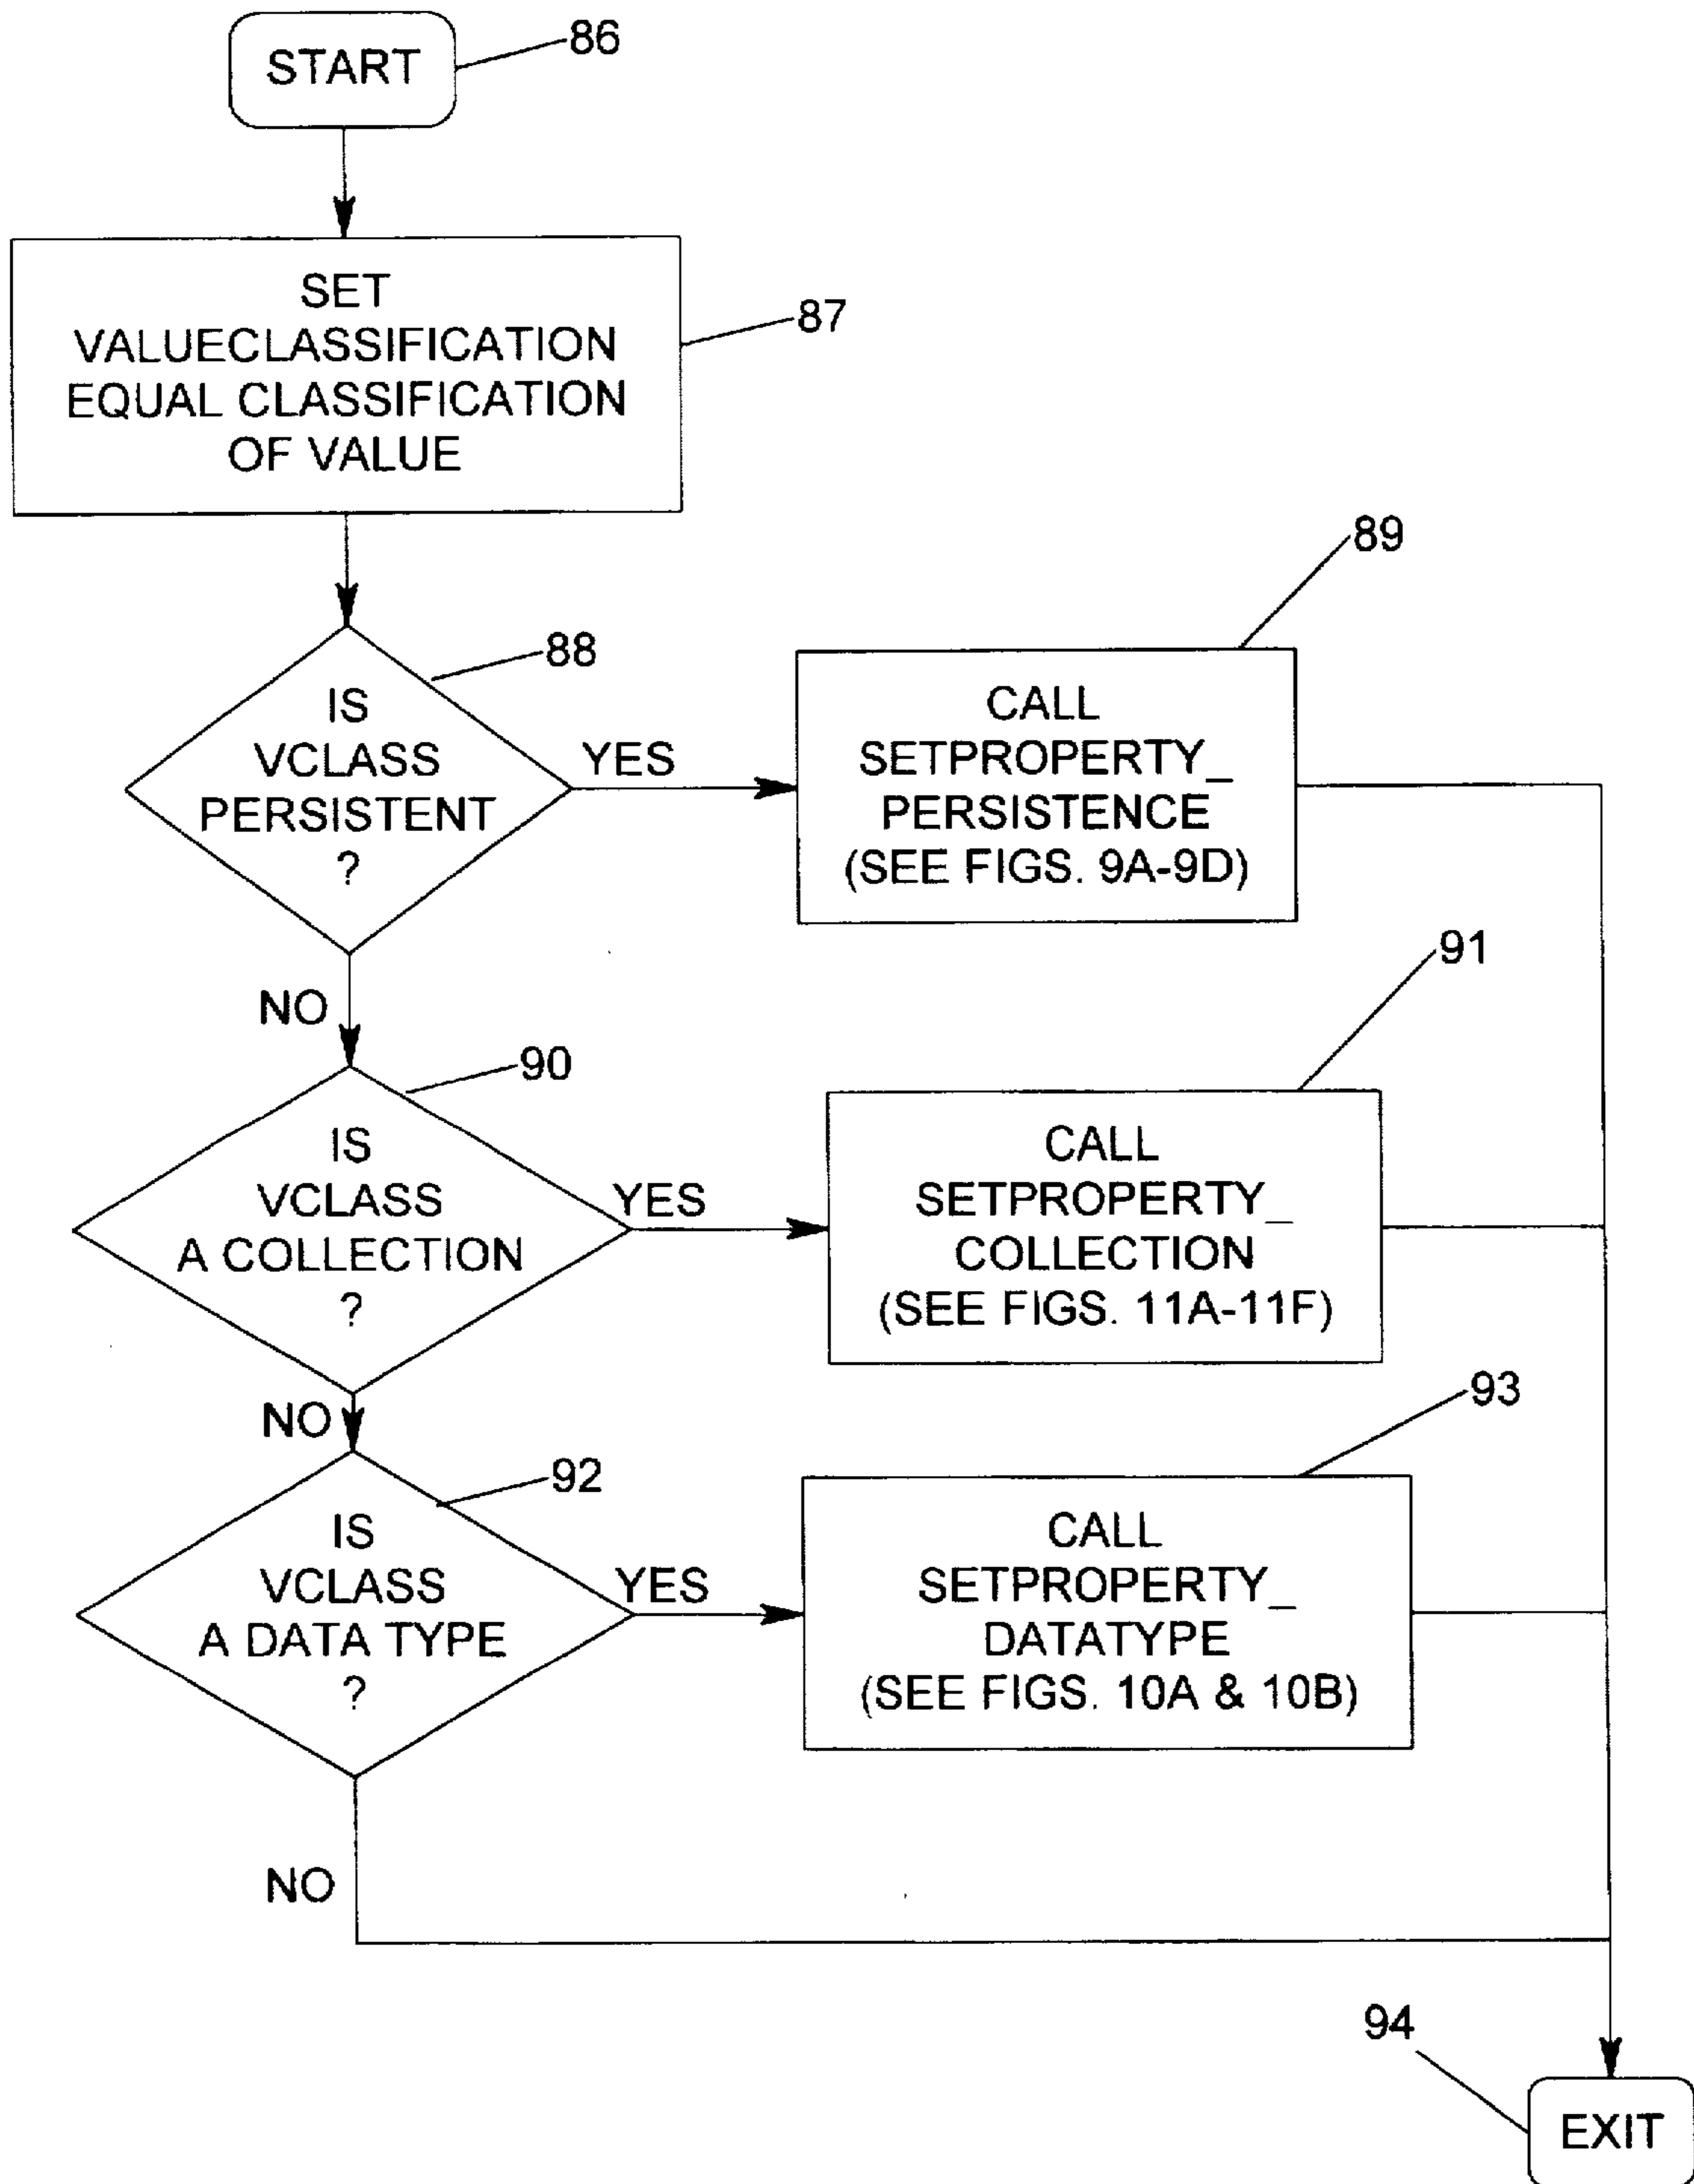 START
86
SET
VALUECLASSIFICATION
EQUAL CLASSIFICATION
OF VALUE
87
IS
VCLASS
PERSISTENT
?
88
YES
CALL
SETPROPERTY_
PERSISTENCE
(SEE FIGS. 9A-9D)
89
NO
IS
VCLASS
A COLLECTION
?
90
YES
CALL
SETPROPERTY_
COLLECTION
(SEE FIGS. 11A-11F)
91
NO
IS
VCLASS
A DATA TYPE
?
92
YES
CALL
SETPROPERTY_
DATATYPE
(SEE FIGS. 10A & 10B)
93
NO
94
EXIT